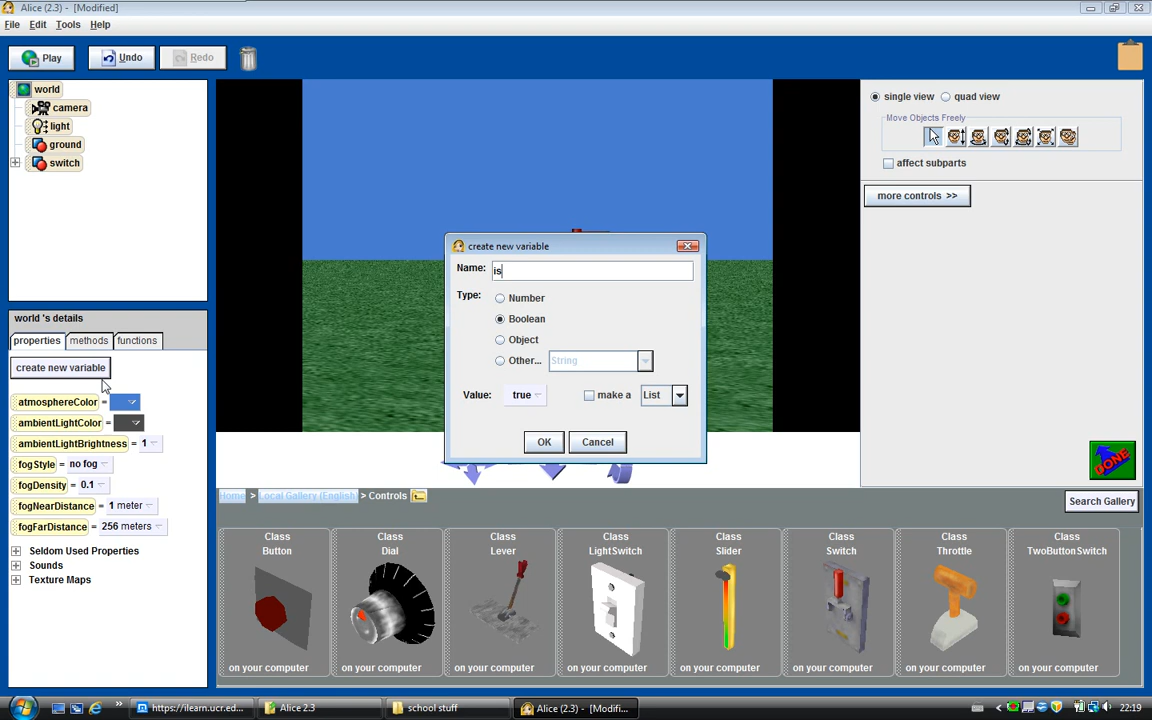 Alice (2.3) - [Modified]
File Edit Tools Help
Play Undo Redo
world
camera
light
ground
switch
single view quad view
Move Objects Freely
affect subparts
more controls >>
create new variable
Name: is
Type: Number
Boolean
Object
Other... String
Value: true make a List
OK Cancel
world 's details
properties methods functions
create new variable
atmosphereColor =
ambientLightColor =
ambientLightBrightness = 1
fogStyle = no fog
fogDensity = 0.1
fogNearDistance = 1 meter
fogFarDistance = 256 meters
Seldom Used Properties
Sounds
Texture Maps
DONE
Home > Local Gallery (English) > Controls
Search Gallery
Class Button
on your computer
Class Dial
on your computer
Class Lever
on your computer
Class LightSwitch
on your computer
Class Slider
on your computer
Class Switch
on your computer
Class Throttle
on your computer
Class TwoButtonSwitch
on your computer
https://ilearn.ucr.ed... Alice 2.3 school stuff Alice (2.3) - [Modifi... 22:19